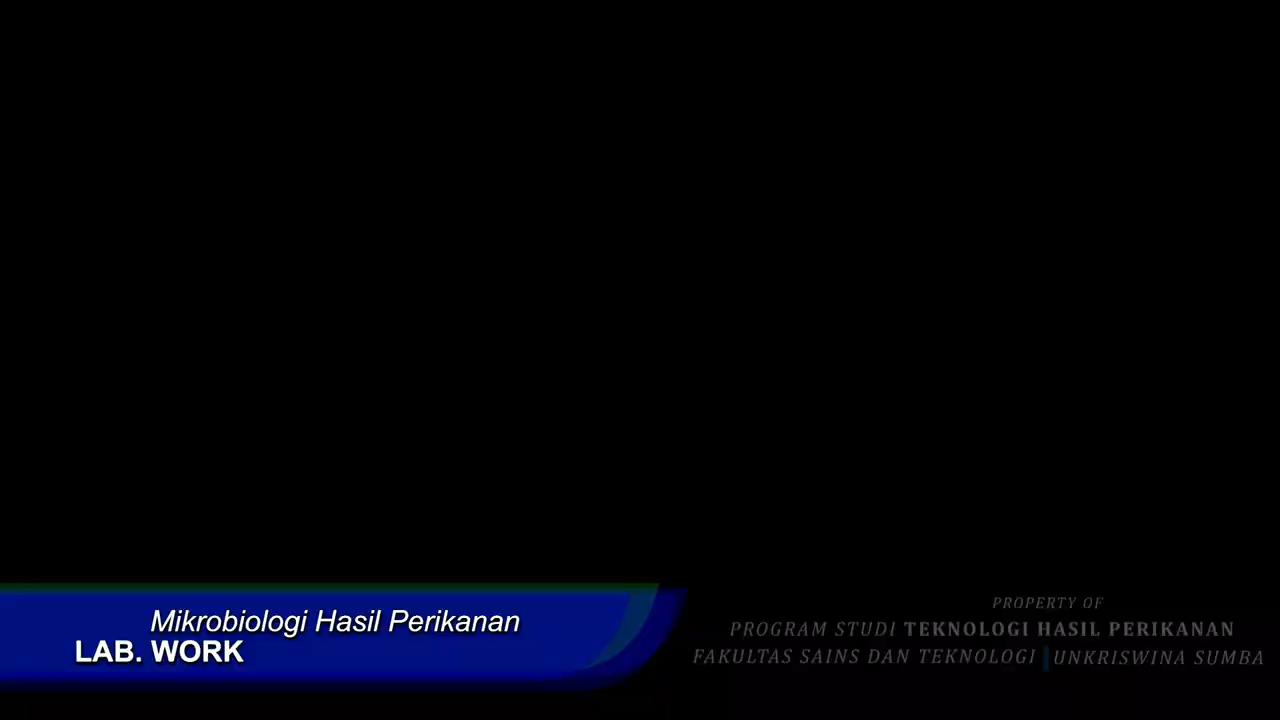 Mikrobiologi Hasil Perikanan
LAB. WORK
PROPERTY OF
PROGRAM STUDI TEKNOLOGI HASIL PERIKANAN
FAKULTAS SAINS DAN TEKNOLOGI | UNKRISWINA SUMBA